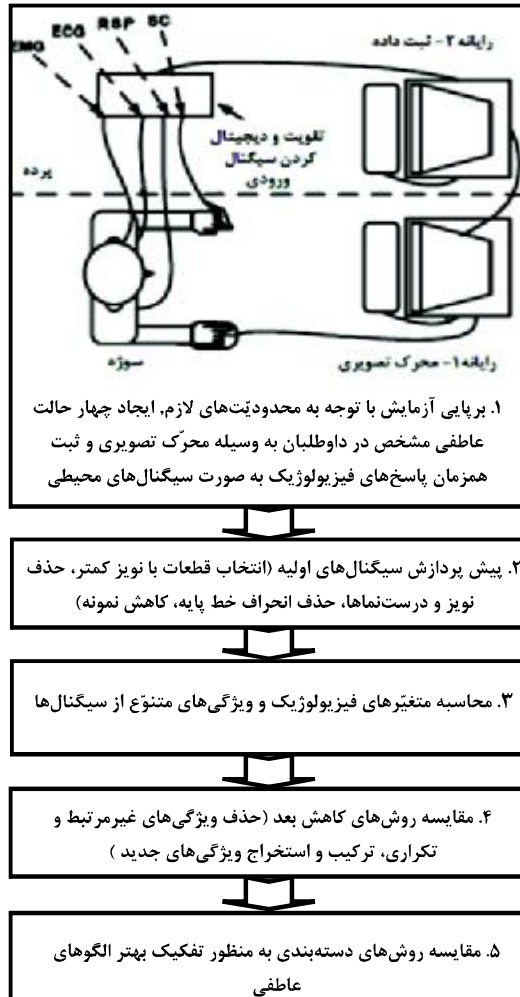 EMG ECG RSP SC
رایانه ۲- ثبت داده
تقویت و دیجیتال
کردن سیگنال
ورودی
پرده
سوژه
رایانه ۱- محرک تصویری
۱. برپایی آزمایش با توجه به محدودیّت‌های لازم, ایجاد چهار حالت
عاطفی مشخص در داوطلبان به وسیله محرّک تصویری و ثبت
همزمان پاسخ‌های فیزیولوژیک به صورت سیگنال‌های محیطی
۲. پیش پردازش سیگنال‌های اولیه (انتخاب قطعات با نویز کمتر، حذف
نویز و درست‌نماها، حذف انحراف خط پایه، کاهش نمونه)
۳. محاسبه متغیّرهای فیزیولوژیک و ویژگی‌های متنوّع از سیگنال‌ها
۴. مقایسه روش‌های کاهش بعد (حذف ویژگی‌های غیرمرتبط و
تکراری، ترکیب و استخراج ویژگی‌های جدید )
۵. مقایسه روش‌های دسته‌بندی به منظور تفکیک بهتر الگوهای
عاطفی